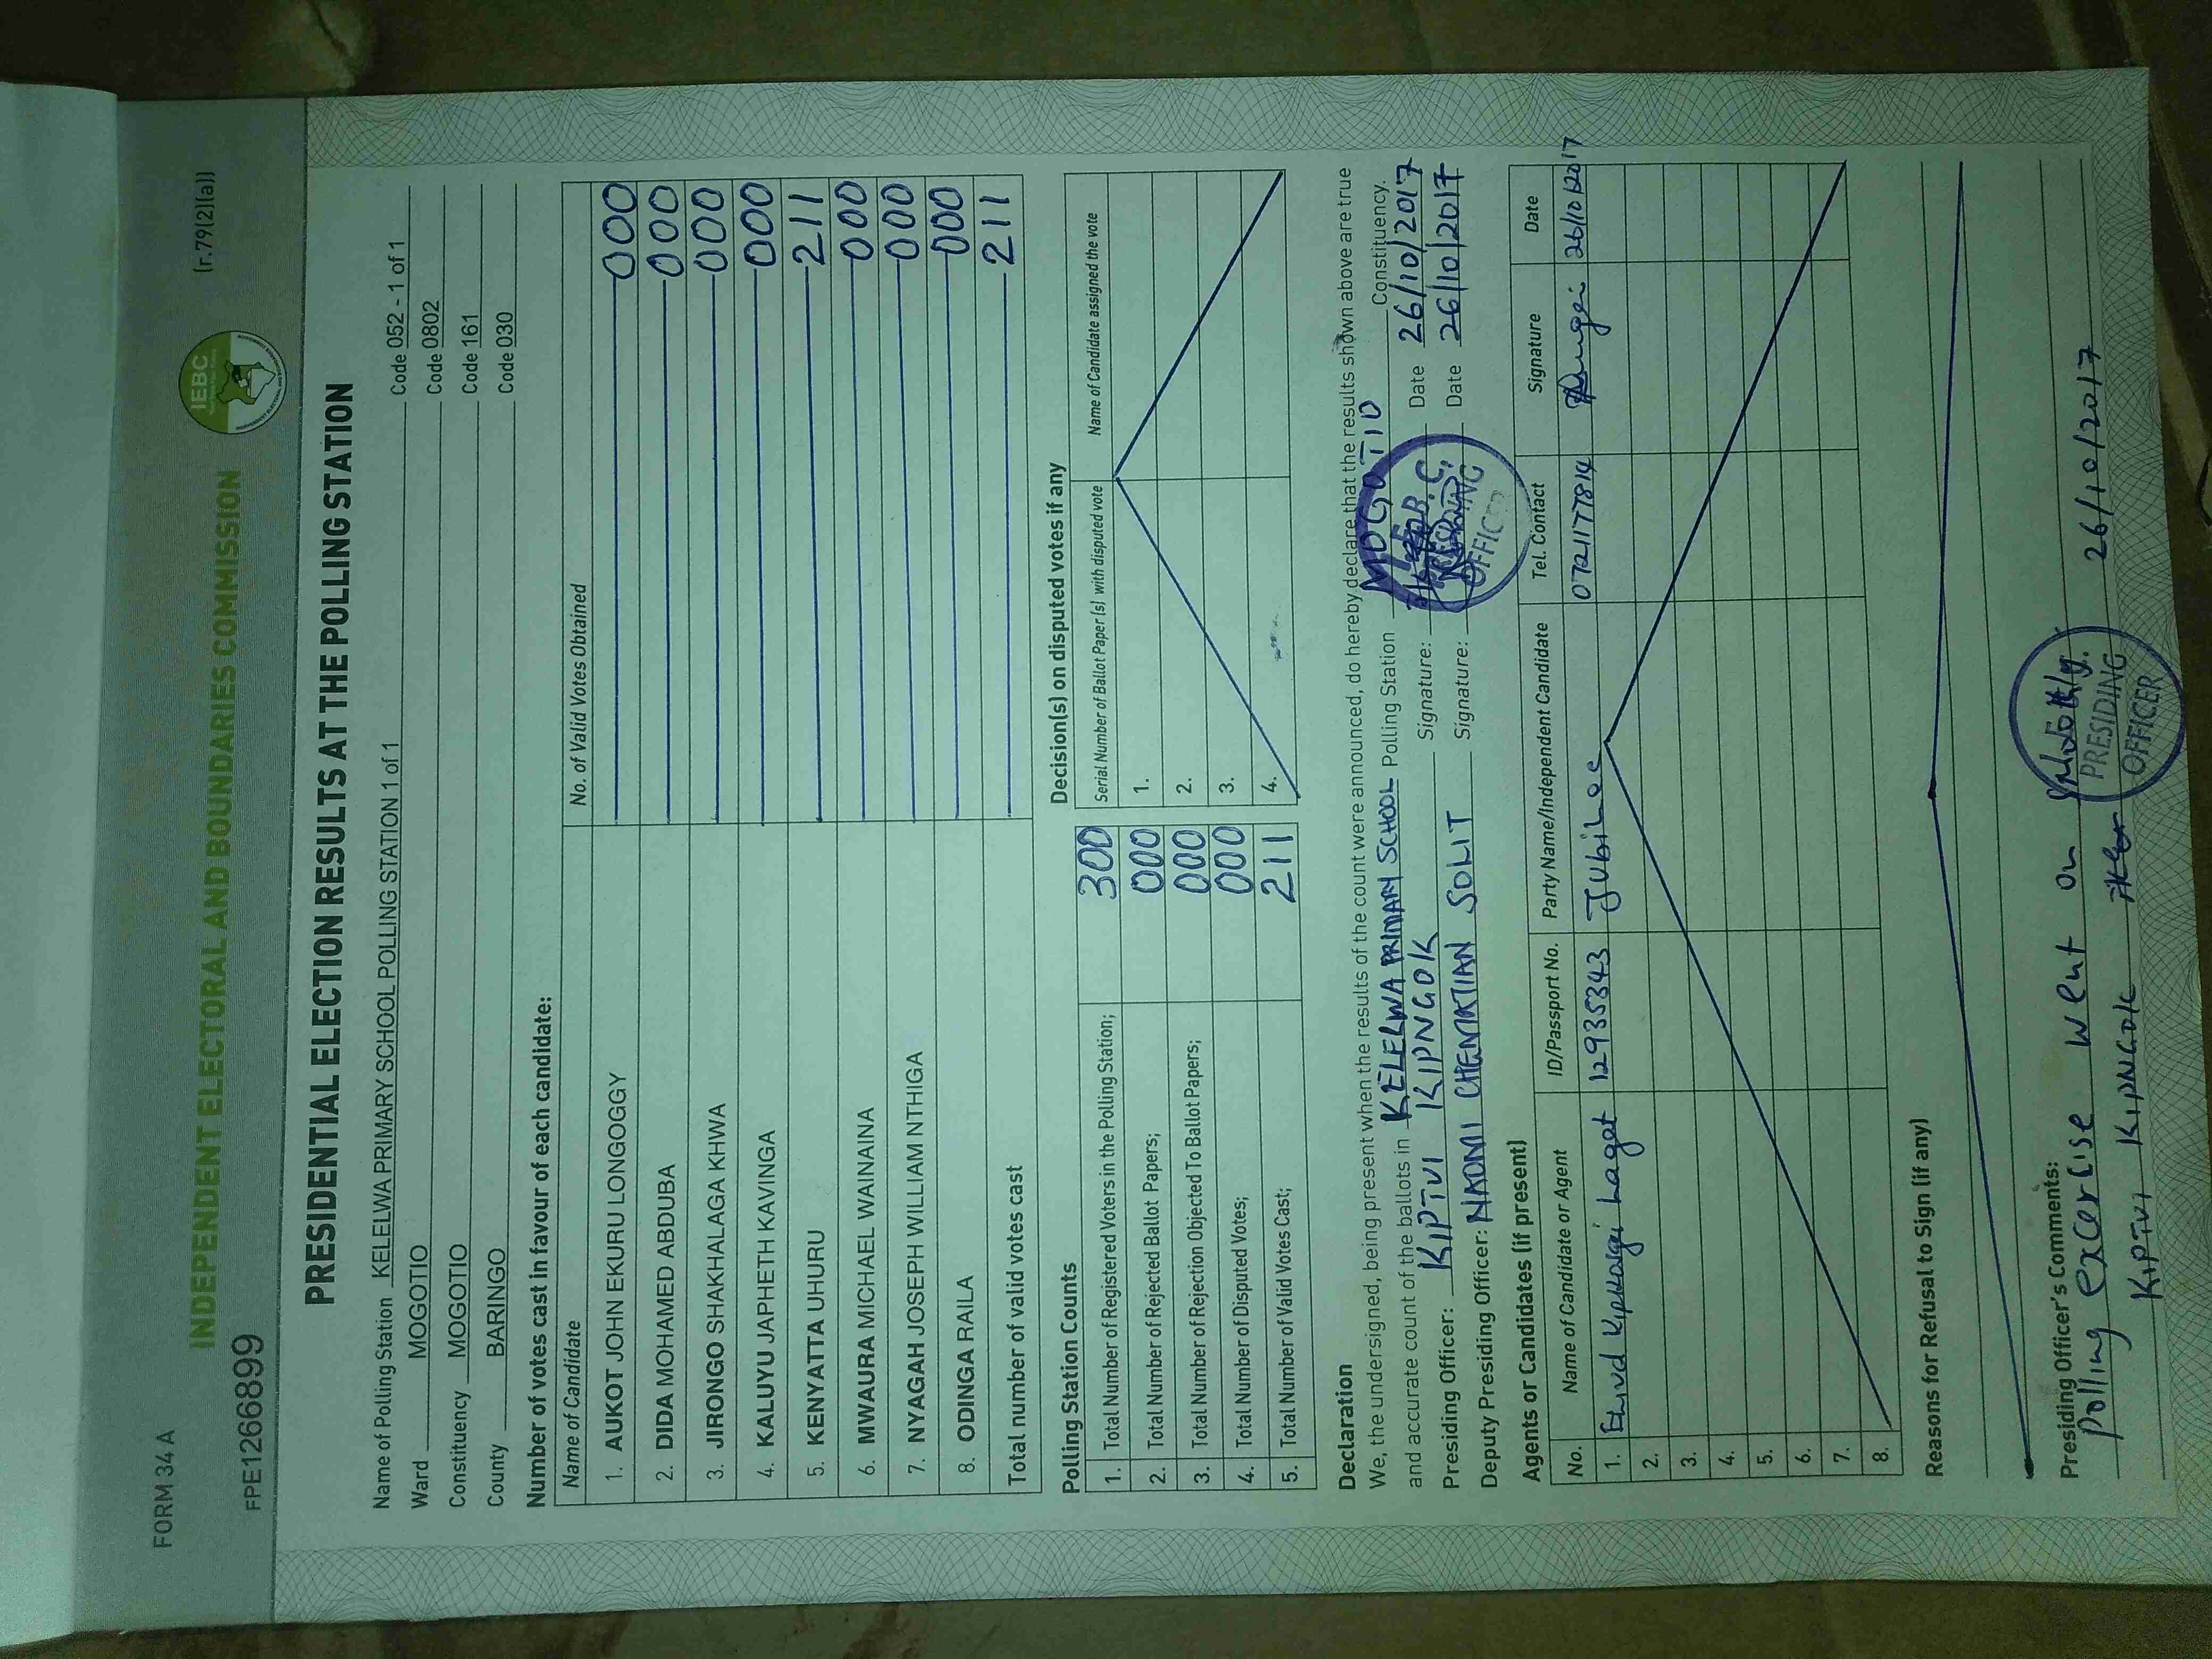 FORM 34 A
(r.79(2)(a))
FPE1266899
INDEPENDENT ELECTORAL AND BOUNDARIES COMMISSION
IEBC
PRESIDENTIAL ELECTION RESULTS AT THE POLLING STATION
Name of Polling Station KELELWA PRIMARY SCHOOL POLLING STATION 1 of 1 Code 052 - 1 of 1
Ward MOGOTIO Code 0802
Constituency MOGOTIO Code 161
County BARINGO Code 030
Number of votes cast in favour of each candidate:
Name of Candidate No. of Valid Votes Obtained
1. AUKOT JOHN EKURU LONGOGGY 000
2. DIDA MOHAMED ABDUBA 000
3. JIRONGO SHAKHALAGA KHWA 000
4. KALUYU JAPHETH KAVINGA 000
5. KENYATTA UHURU 211
6. MWAURA MICHAEL WAINAINA 000
7. NYAGAH JOSEPH WILLIAM NTHIGA 000
8. ODINGA RAILA 000
Total number of valid votes cast 211
Polling Station Counts
1. Total Number of Registered Voters in the Polling Station; 300
2. Total Number of Rejected Ballot Papers; 000
3. Total Number of Rejection Objected To Ballot Papers; 000
4. Total Number of Disputed Votes; 000
5. Total Number of Valid Votes Cast; 211
Decision(s) on disputed votes if any
Serial Number of Ballot Paper (s) with disputed vote Name of Candidate assigned the vote
1.
2.
3.
4.
Declaration
We, the undersigned, being present when the results of the count were announced, do hereby declare that the results shown above are true
and accurate count of the ballots in KELELWA PRIMARY SCHOOL Polling Station MOGOTIO Constituency.
Presiding Officer: KIPTUI KIPNGOK Signature: Date 26/10/2017
Deputy Presiding Officer: NAOMI CHEMATIAN SOLIT Signature: Date 26/10/2017
PRESIDING
OFFICER
Agents or Candidates (if present)
No. Name of Candidate or Agent ID/Passport No. Party Name/Independent Candidate Tel. Contact Signature Date
1. Lagat 12935343 Jubilee 0721177814 26/10/2017
2.
3.
4.
5.
6.
7.
8.
Reasons for Refusal to Sign (if any)
Presiding Officer's Comments:
Polling excercise went on 26/10/2017
KIPTUI KIPNGOK
PRESIDING
OFFICER